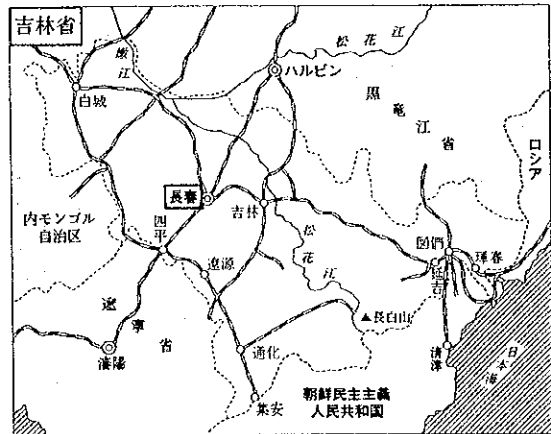 吉林省
嫩江
松花江
ハルビン
白城
黒竜江省
ロシア
長春
吉林
内モンゴル
自治区
四平
松花江
図們
琿春
延吉
遼源
遼寧省
▲長白山
瀋陽
通化
清津
日本海
朝鮮民主主義
人民共和国
集安